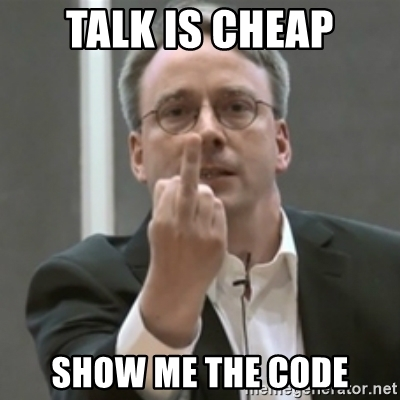 TALK IS CHEAP
SHOW ME THE CODE
memegenerator.net